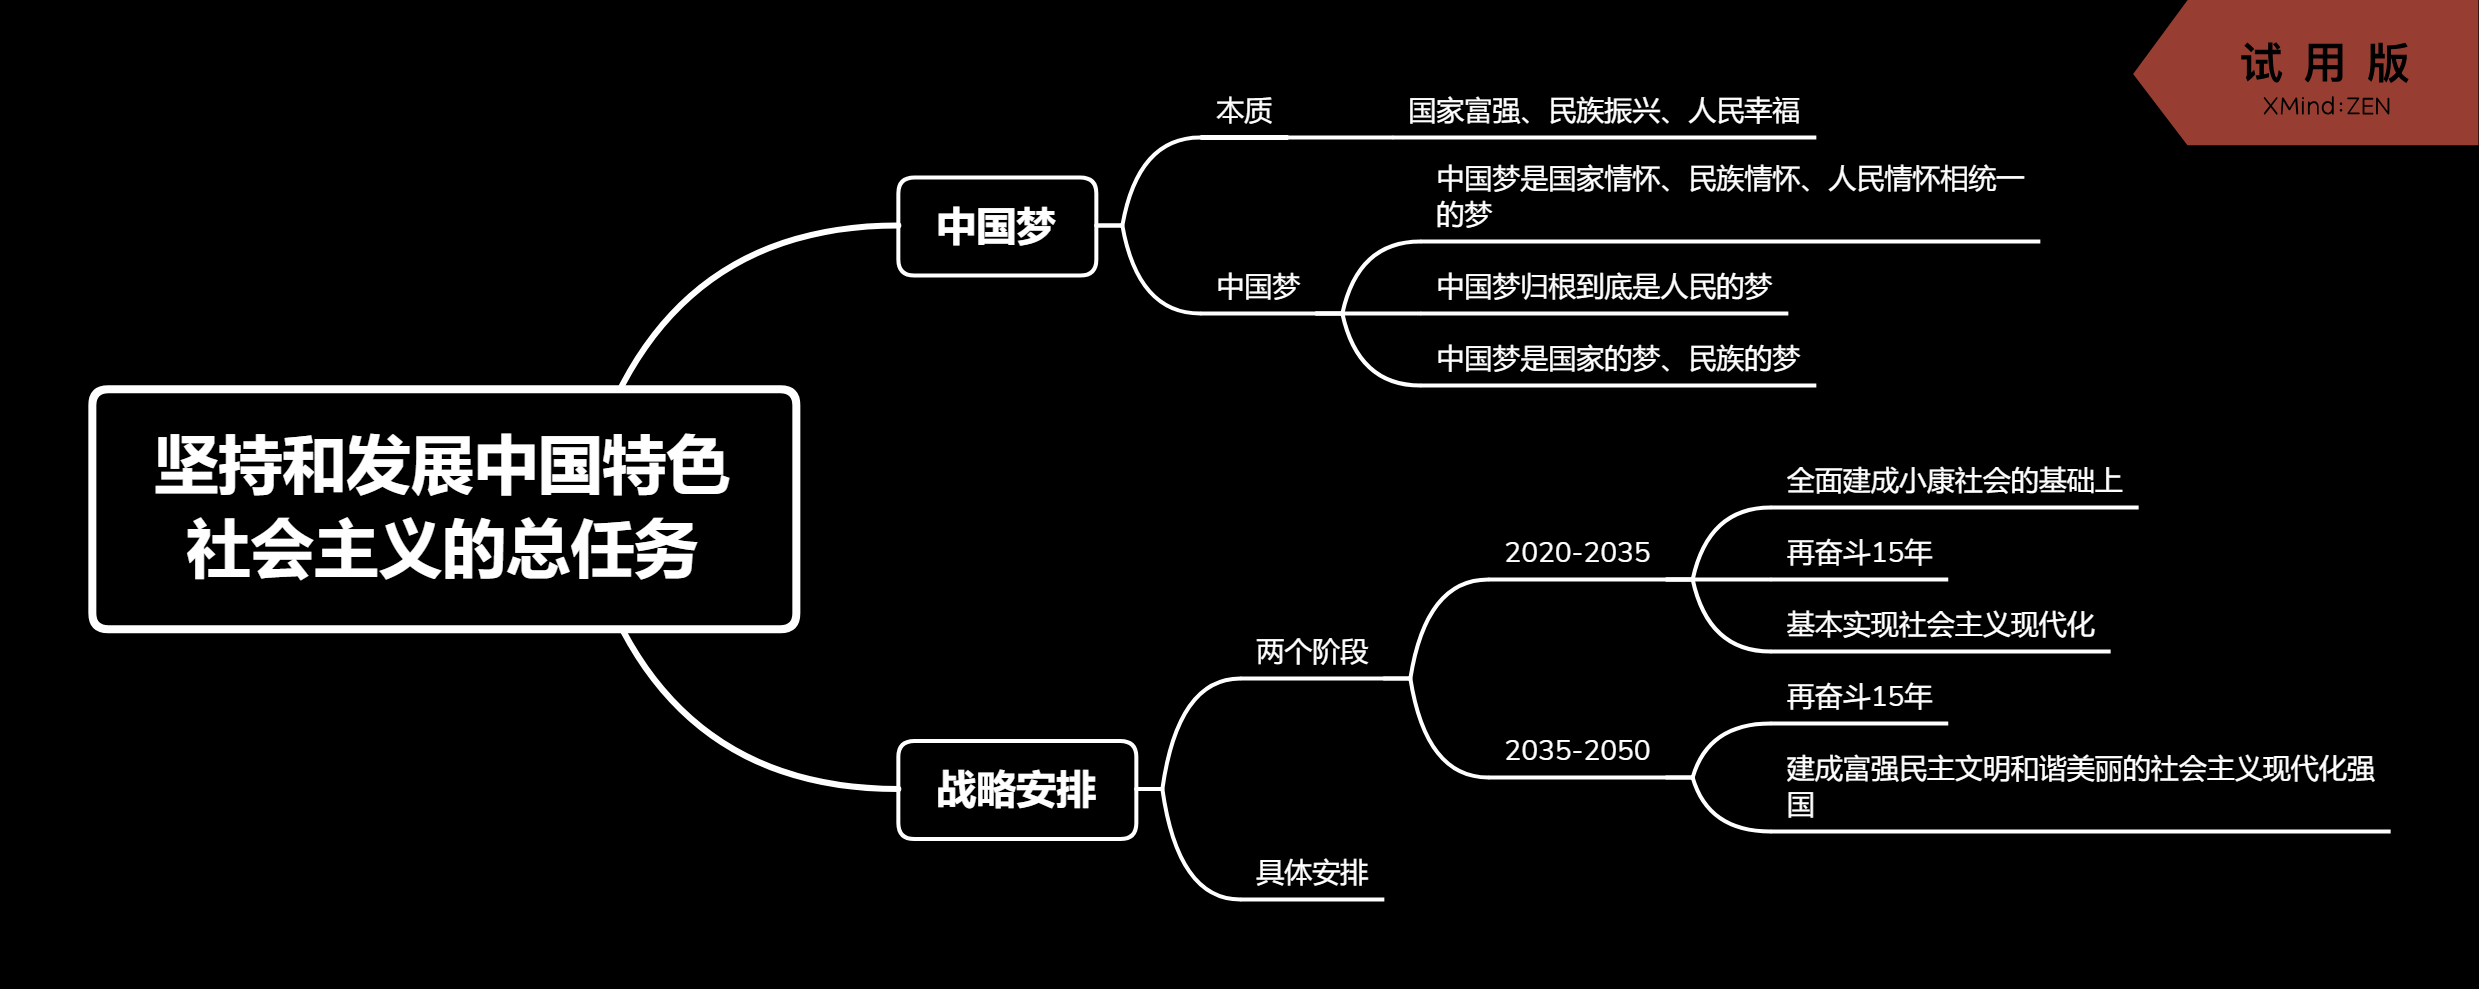 试用版
XMind:ZEN
坚持和发展中国特色
社会主义的总任务
中国梦
本质
国家富强、民族振兴、人民幸福
中国梦
中国梦是国家情怀、民族情怀、人民情怀相统一
的梦
中国梦归根到底是人民的梦
中国梦是国家的梦、民族的梦
战略安排
两个阶段
2020-2035
全面建成小康社会的基础上
再奋斗15年
基本实现社会主义现代化
2035-2050
再奋斗15年
建成富强民主文明和谐美丽的社会主义现代化强
国
具体安排